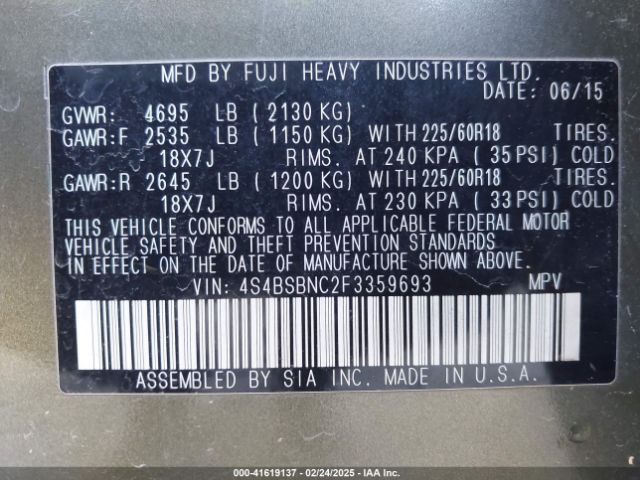 MFD BY FUJI HEAVY INDUSTRIES LTD.
DATE: 06/15
GVWR: 4695 LB ( 2130 KG)
GAWR:F 2535 LB ( 1150 KG) WITH 225/60R18 TIRES.
18X7J RIMS. AT 240 KPA ( 35 PSI) COLD
GAWR:R 2645 LB ( 1200 KG) WITH 225/60R18 TIRES.
18X7J RIMS. AT 230 KPA ( 33 PSI) COLD
THIS VEHICLE CONFORMS TO ALL APPLICABLE FEDERAL MOTOR
VEHICLE SAFETY AND THEFT PREVENTION STANDARDS
IN EFFECT ON THE DATE OF MANUFACTURE SHOWN ABOVE.
VIN: 4S4BSBNC2F3359693 MPV
ASSEMBLED BY SIA INC. MADE IN U.S.A.
000-41619137 - 02/24/2025 - IAA Inc.